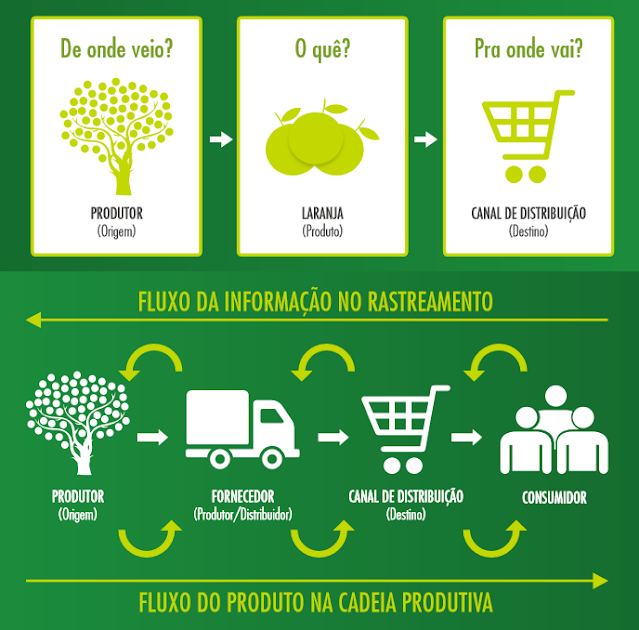 De onde veio?
O quê?
Pra onde vai?
PRODUTOR
(Origem)
LARANJA
(Produto)
CANAL DE DISTRIBUIÇÃO
(Destino)
FLUXO DA INFORMAÇÃO NO RASTREAMENTO
PRODUTOR
(Origem)
FORNECEDOR
(Produtor/Distribuidor)
CANAL DE DISTRIBUIÇÃO
(Destino)
CONSUMIDOR
FLUXO DO PRODUTO NA CADEIA PRODUTIVA